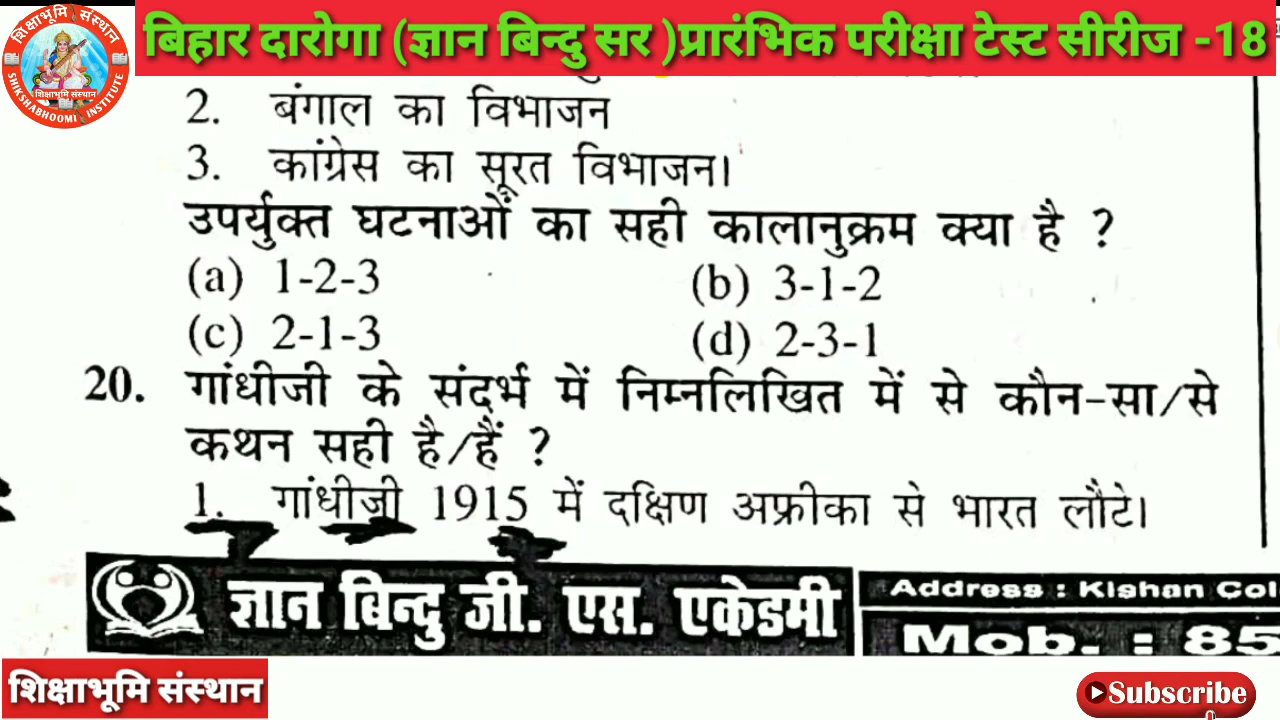 बिहार दारोगा (ज्ञान बिन्दु सर )प्रारंभिक परीक्षा टेस्ट सीरीज -18
शिक्षाभूमि संस्थान
शिक्षाभूमि संस्थान
SHIKSHABHOOMI INSTITUTE
2. बंगाल का विभाजन
3. कांग्रेस का सूरत विभाजन।
उपर्युक्त घटनाओं का सही कालानुक्रम क्या है ?
(a) 1-2-3 (b) 3-1-2
(c) 2-1-3 (d) 2-3-1
20. गांधीजी के संदर्भ में निम्नलिखित में से कौन-सा/से
कथन सही है/हैं ?
1. गांधीजी 1915 में दक्षिण अफ्रीका से भारत लौटे।
ज्ञान बिन्दु जी. एस. एकेडमी
Address : Kishan Col
Mob. : 85
शिक्षाभूमि संस्थान
Subscribe